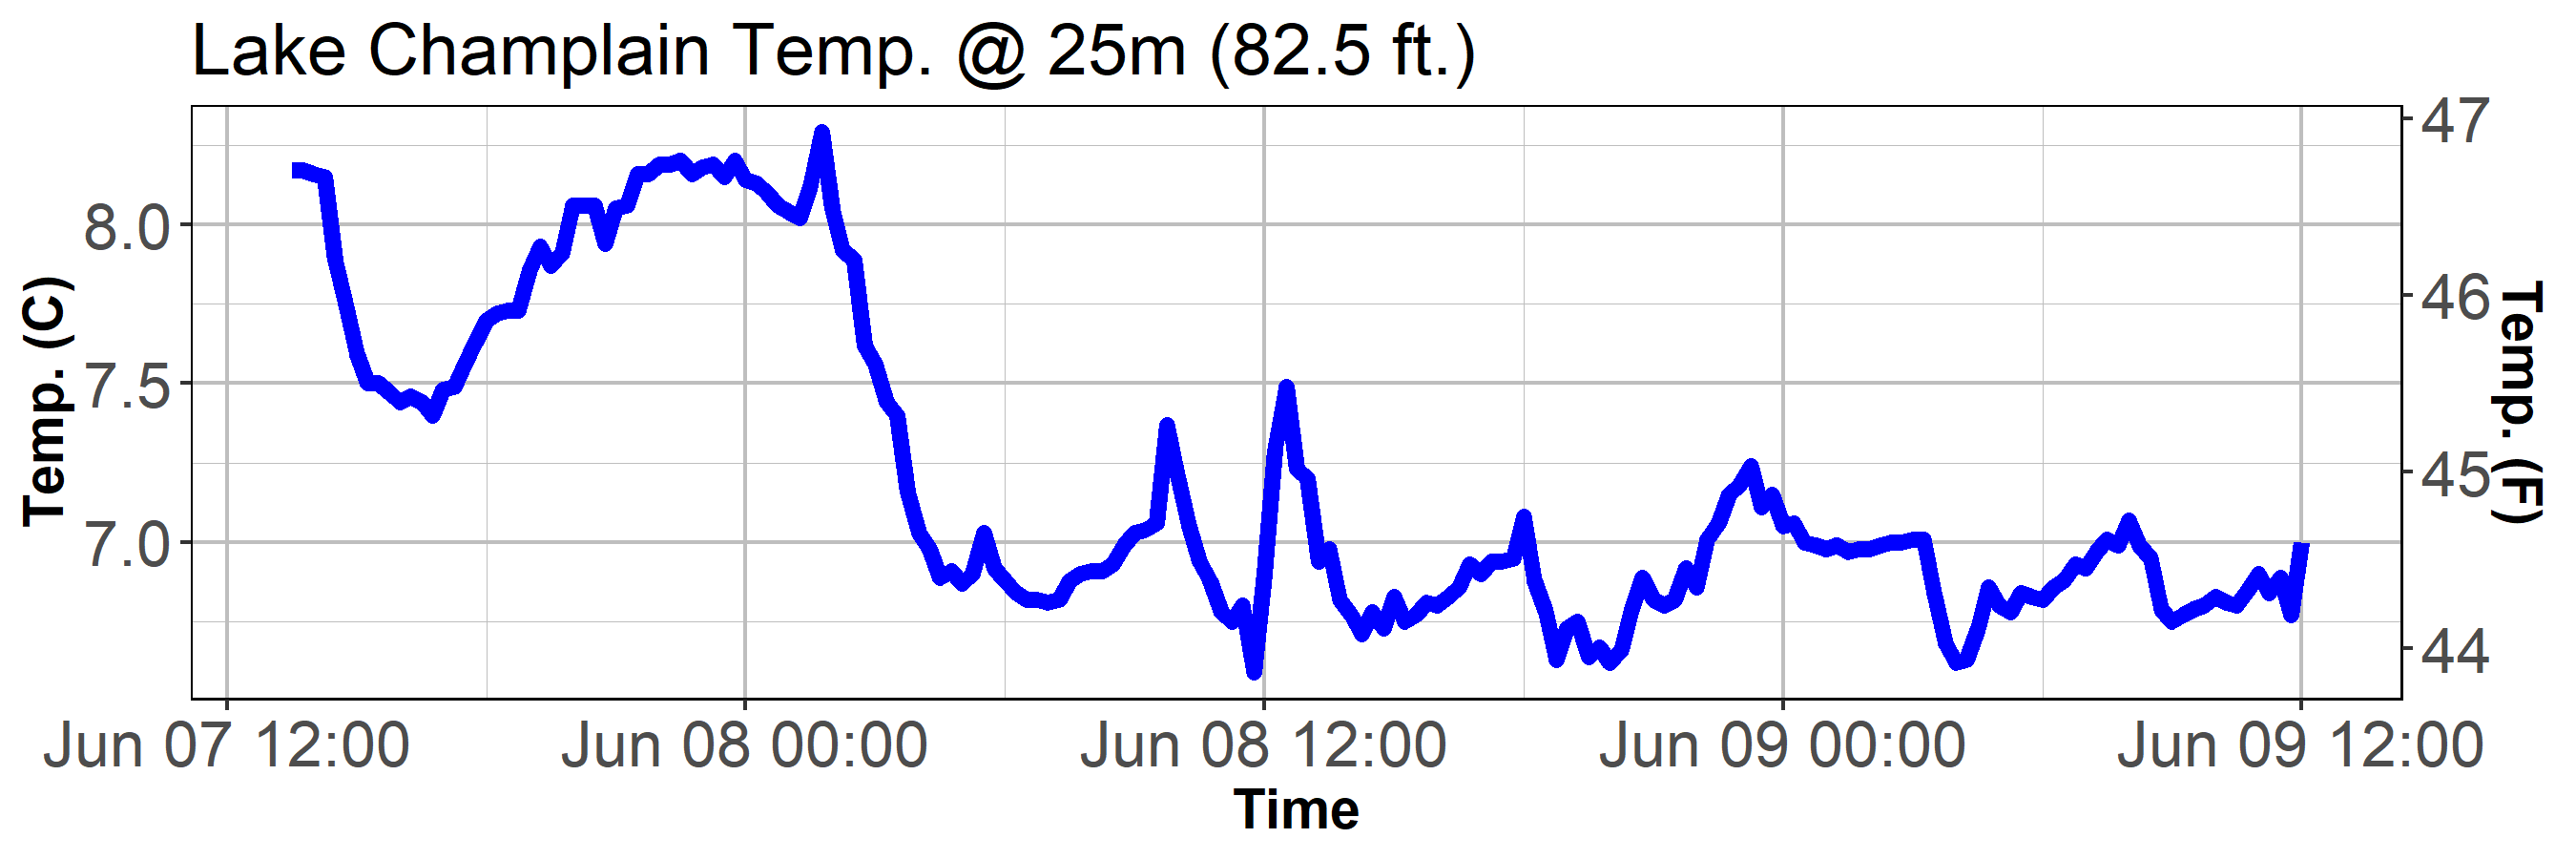 Lake Champlain Temp. @ 25m (82.5 ft.)
Temp. (C)
8.0
7.5
7.0
47
46
45
44
Temp. (F)
Jun 07 12:00 Jun 08 00:00 Jun 08 12:00 Jun 09 00:00 Jun 09 12:00
Time